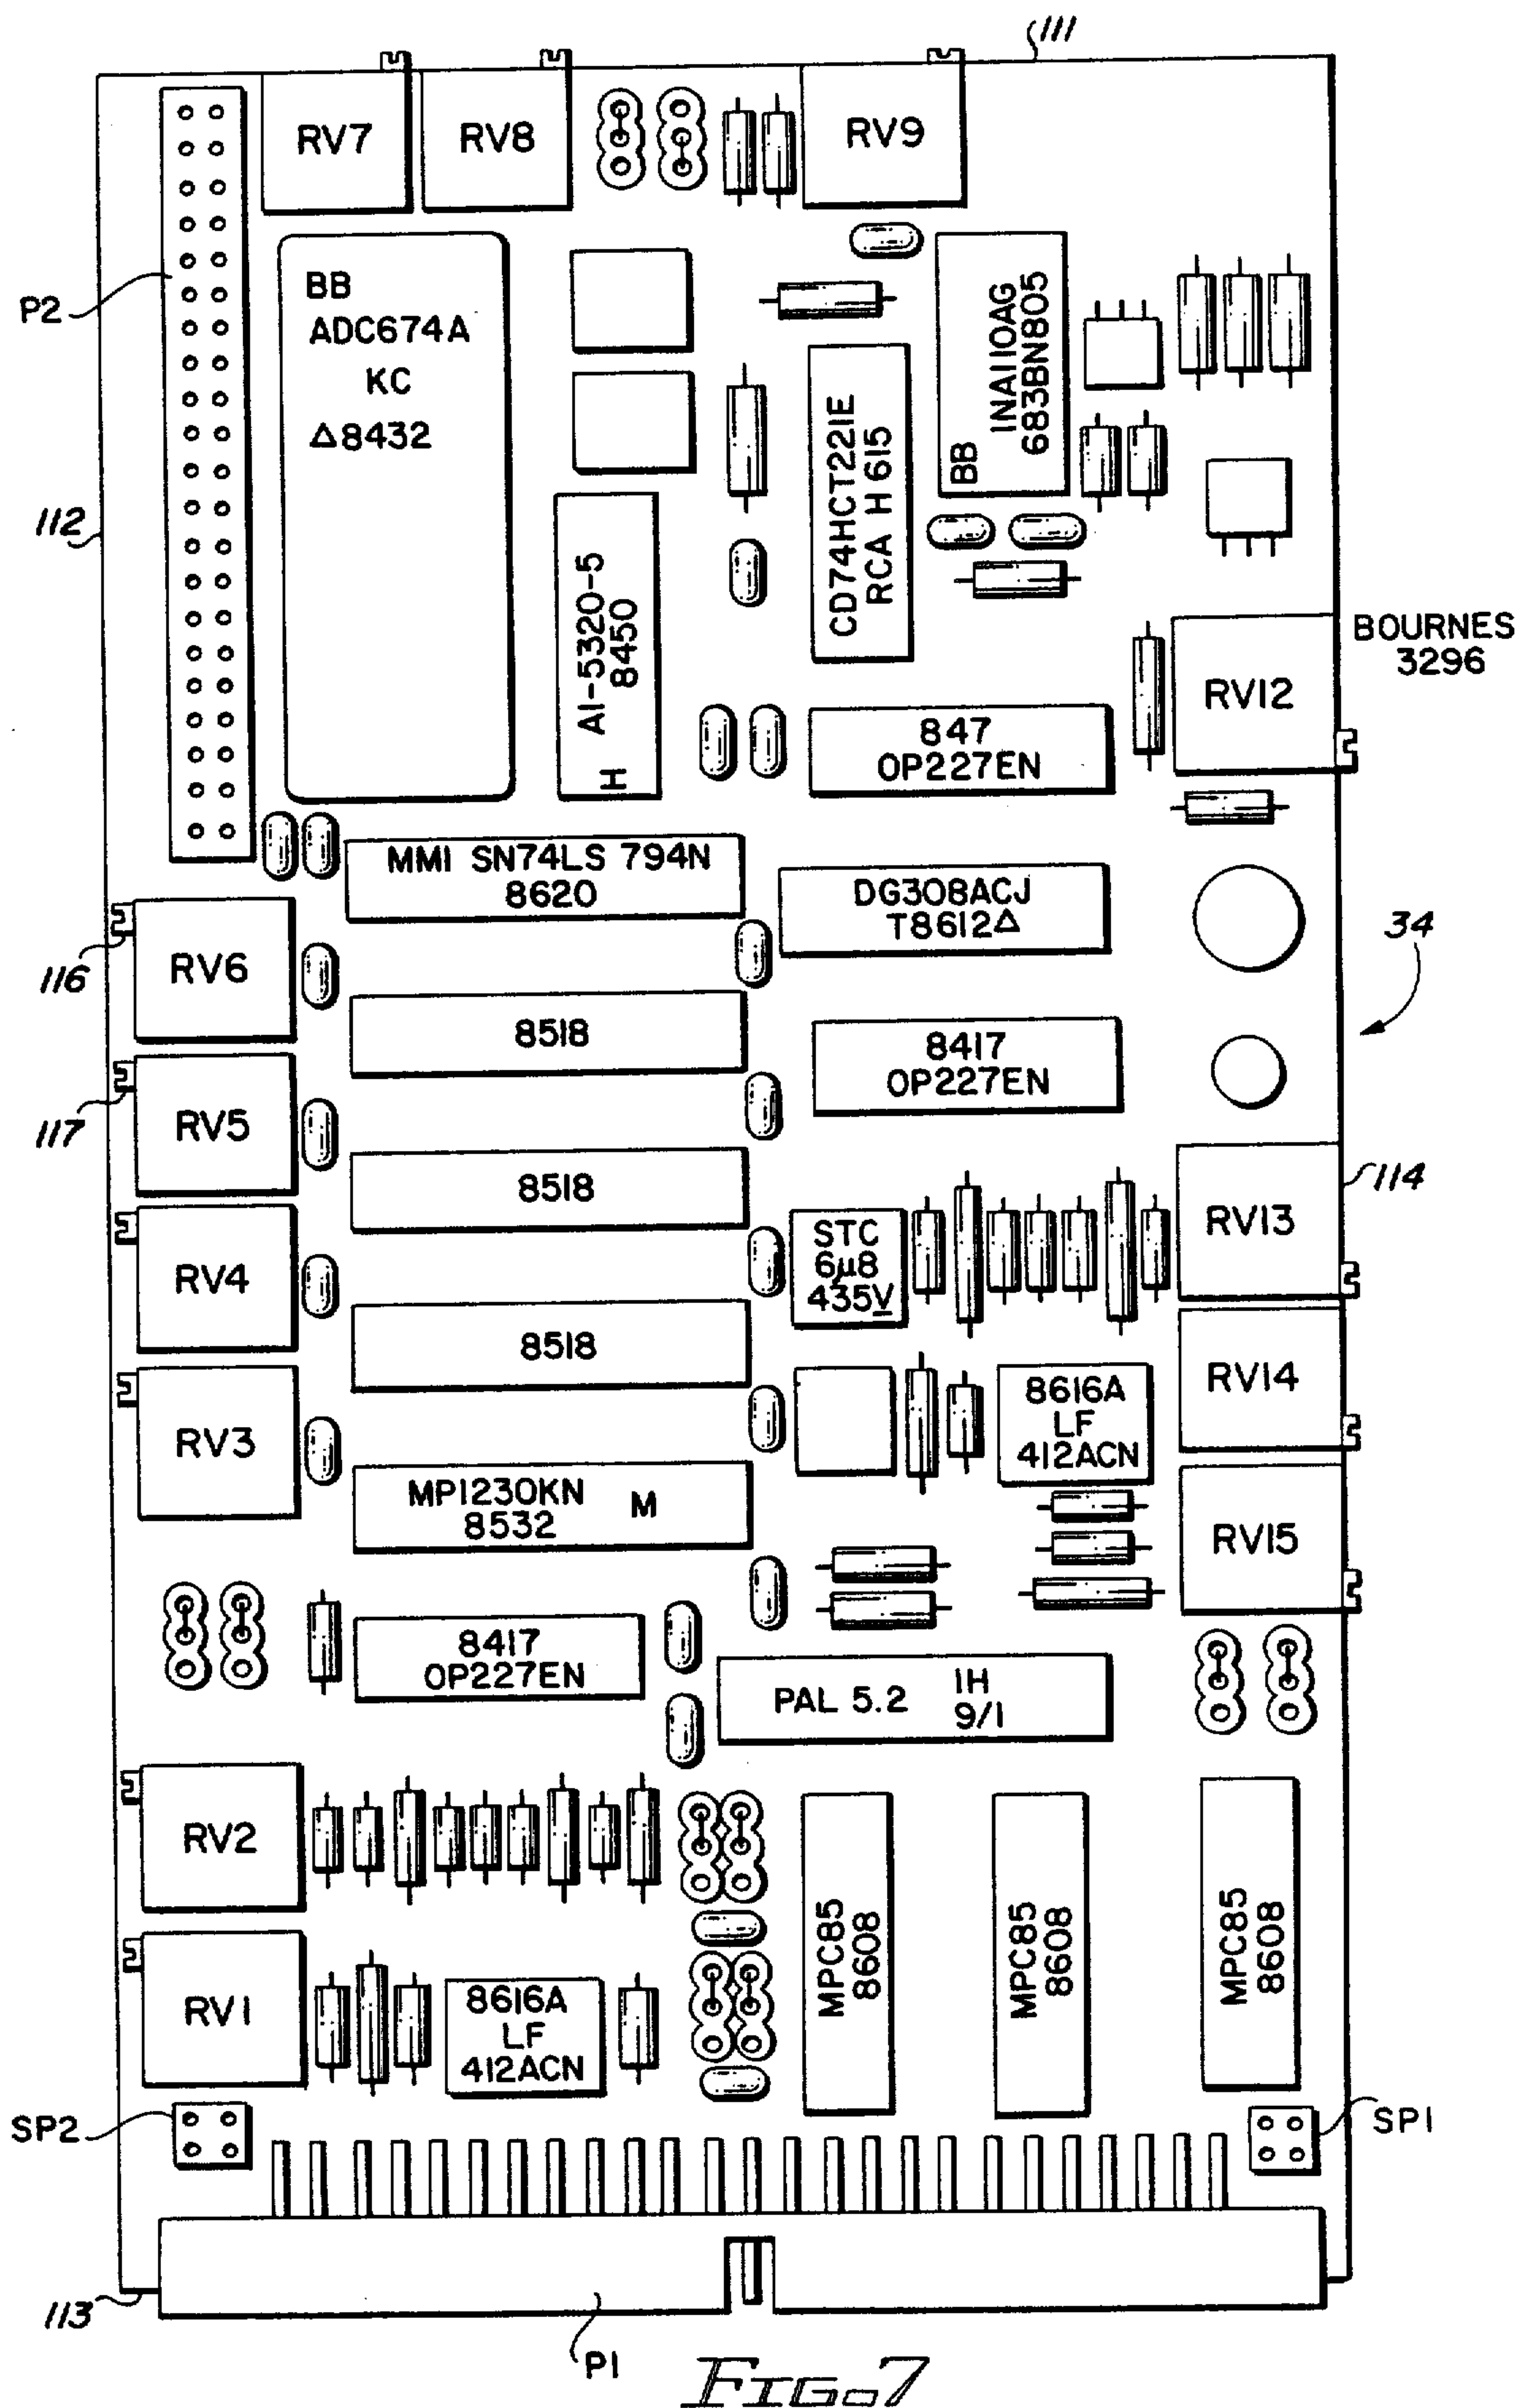 111
RV7
RV8
RV9
P2
BB
ADC674A
KC
Δ8432
BB
INA110AG
683BN805
CD74HCT221E
RCA H 615
112
A1-5320-5
8450
H
BOURNES
3296
RV12
847
OP227EN
MMI SN74LS 794N
8620
DG308ACJ
T8612Δ
34
116
RV6
8518
8417
OP227EN
117
RV5
8518
114
RV13
STC
6µ8
435V
RV4
8518
RV14
8616A
LF
412ACN
RV3
MP1230KN M
8532
RV15
8417
OP227EN
PAL 5.2
1H
9/1
RV2
MPC85
8608
MPC85
8608
MPC85
8608
RV1
8616A
LF
412ACN
SP2
SP1
113
P1
FIG. 7